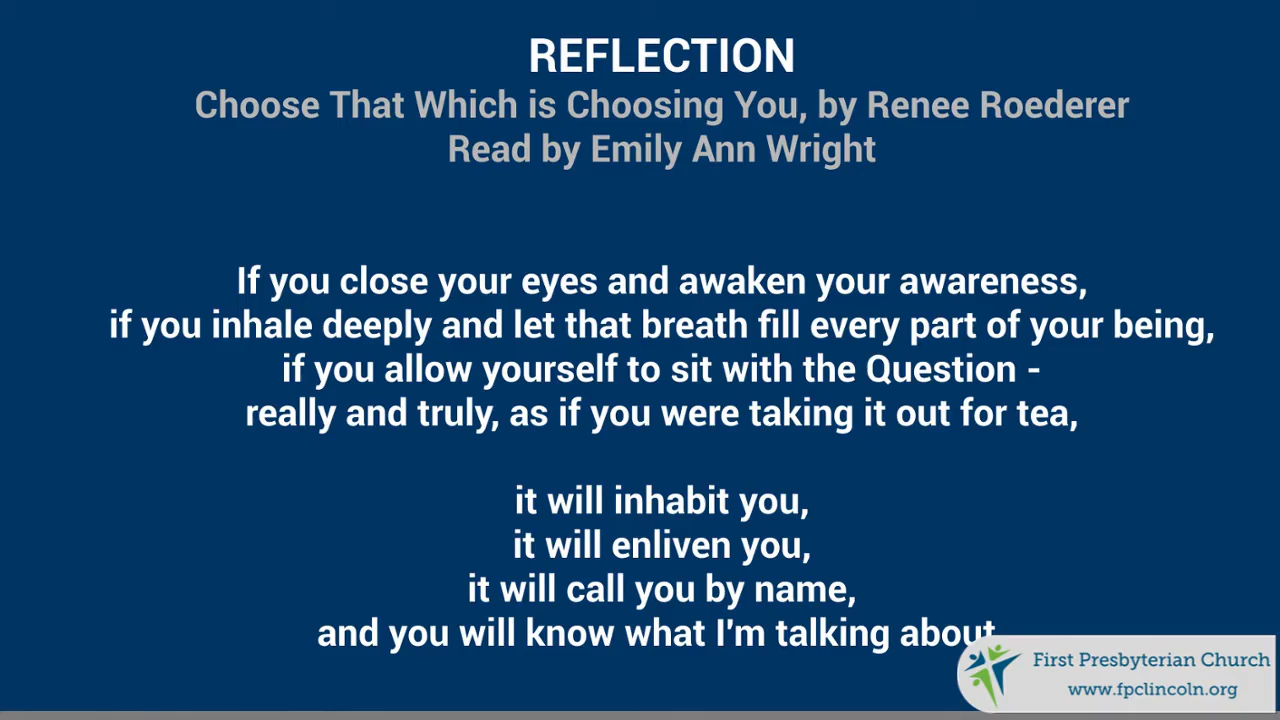 REFLECTION
Choose That Which is Choosing You, by Renee Roederer
Read by Emily Ann Wright
If you close your eyes and awaken your awareness,
if you inhale deeply and let that breath fill every part of your being,
if you allow yourself to sit with the Question -
really and truly, as if you were taking it out for tea,
it will inhabit you,
it will enliven you,
it will call you by name,
and you will know what I'm talking about
First Presbyterian Church
www.fpclincoln.org